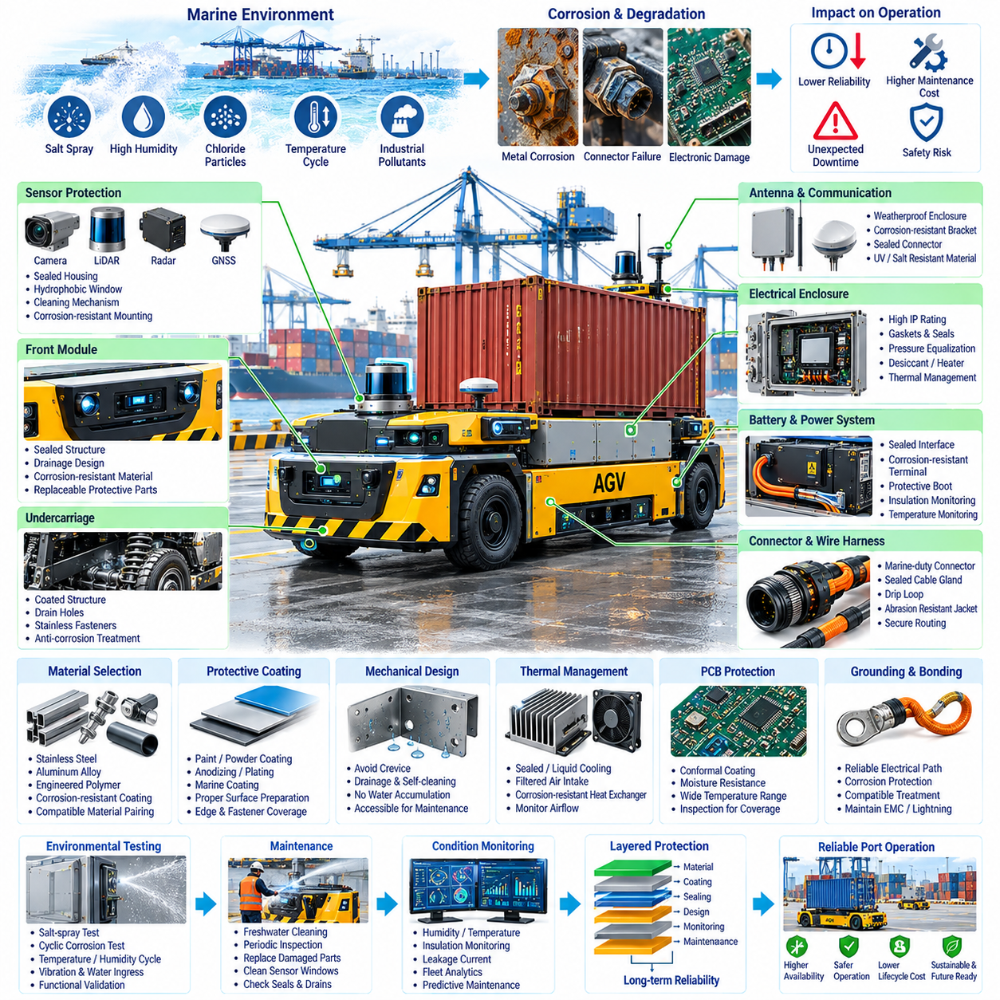 Marine Environment
Salt Spray
High Humidity
Chloride
Particles
Temperature
Cycle
Industrial
Pollutants
Corrosion & Degradation
Metal Corrosion
Connector Failure
Electronic Damage
Impact on Operation
Lower Reliability
Higher Maintenance
Cost
Unexpected
Downtime
Safety Risk
Sensor Protection
Camera
LiDAR
Radar
GNSS
• Sealed Housing
• Hydrophobic Window
• Cleaning Mechanism
• Corrosion-resistant Mounting
Front Module
• Sealed Structure
• Drainage Design
• Corrosion-resistant Material
• Replaceable Protective Parts
Undercarriage
• Coated Structure
• Drain Holes
• Stainless Fasteners
• Anti-corrosion Treatment
AGV
Antenna & Communication
• Weatherproof Enclosure
• Corrosion-resistant Bracket
• Sealed Connector
• UV / Salt Resistant Material
Electrical Enclosure
• High IP Rating
• Gaskets & Seals
• Pressure Equalization
• Desiccant / Heater
• Thermal Management
Battery & Power System
• Sealed Interface
• Corrosion-resistant
Terminal
• Protective Boot
• Insulation Monitoring
• Temperature Monitoring
Connector & Wire Harness
• Marine-duty Connector
• Sealed Cable Gland
• Drip Loop
• Abrasion Resistant Jacket
• Secure Routing
Material Selection
• Stainless Steel
• Aluminum Alloy
• Engineered Polymer
• Corrosion-resistant Coating
• Compatible Material Pairing
Protective Coating
• Paint / Powder Coating
• Anodizing / Plating
• Marine Coating
• Proper Surface Preparation
• Edge & Fastener Coverage
Mechanical Design
• Avoid Crevice
• Drainage & Self-cleaning
• No Water Accumulation
• Accessible for Maintenance
Thermal Management
• Sealed / Liquid Cooling
• Filtered Air Intake
• Corrosion-resistant Heat Exchanger
• Monitor Airflow
PCB Protection
• Conformal Coating
• Moisture Resistance
• Wide Temperature Range
• Inspection for Coverage
Grounding & Bonding
• Reliable Electrical Path
• Corrosion Protection
• Compatible Treatment
• Maintain EMC / Lightning
Environmental Testing
• Salt-spray Test
• Cyclic Corrosion Test
• Temperature / Humidity Cycle
• Vibration & Water Ingress
• Functional Validation
Maintenance
• Freshwater Cleaning
• Periodic Inspection
• Replace Damaged Parts
• Clean Sensor Windows
• Check Seals & Drains
Condition Monitoring
• Humidity / Temperature
• Insulation Monitoring
• Leakage Current
• Fleet Analytics
• Predictive Maintenance
Layered Protection
Material
Coating
Sealing
Design
Monitoring
Maintenaance
Long-term Reliability
Reliable Port Operation
AGV
Higher
Availability
Safer
Operation
Lower
Lifecycle Cost
Sustainable &
Future Ready